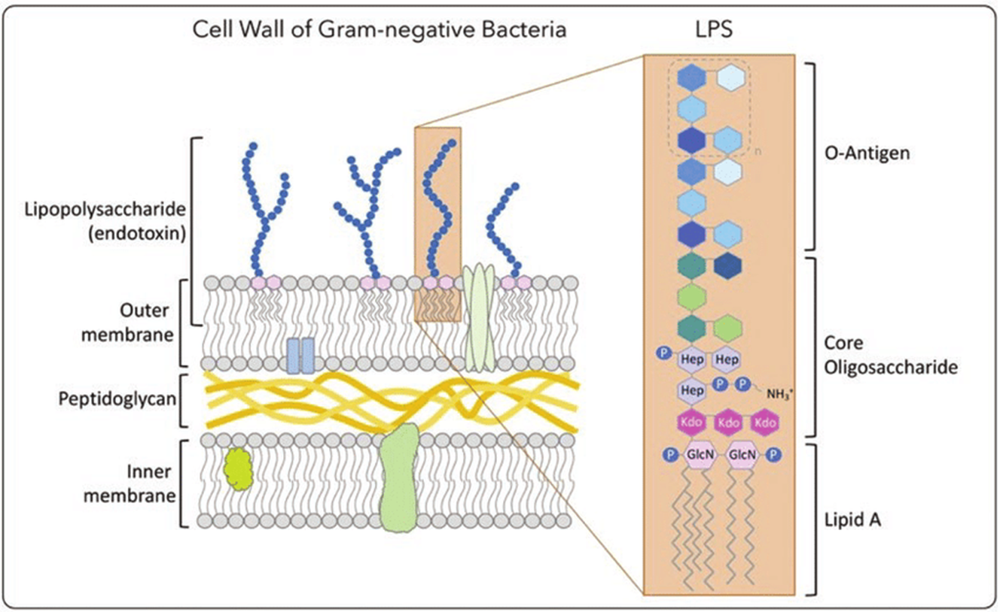 Cell Wall of Gram-negative Bacteria
LPS
Lipopolysaccharide
(endotoxin)
Outer
membrane
Peptidoglycan
Inner
membrane
n
O-Antigen
P Hep Hep
Hep P P NH₃⁺
Kdo Kdo Kdo
Core
Oligosaccharide
P GlcN GlcN P
Lipid A